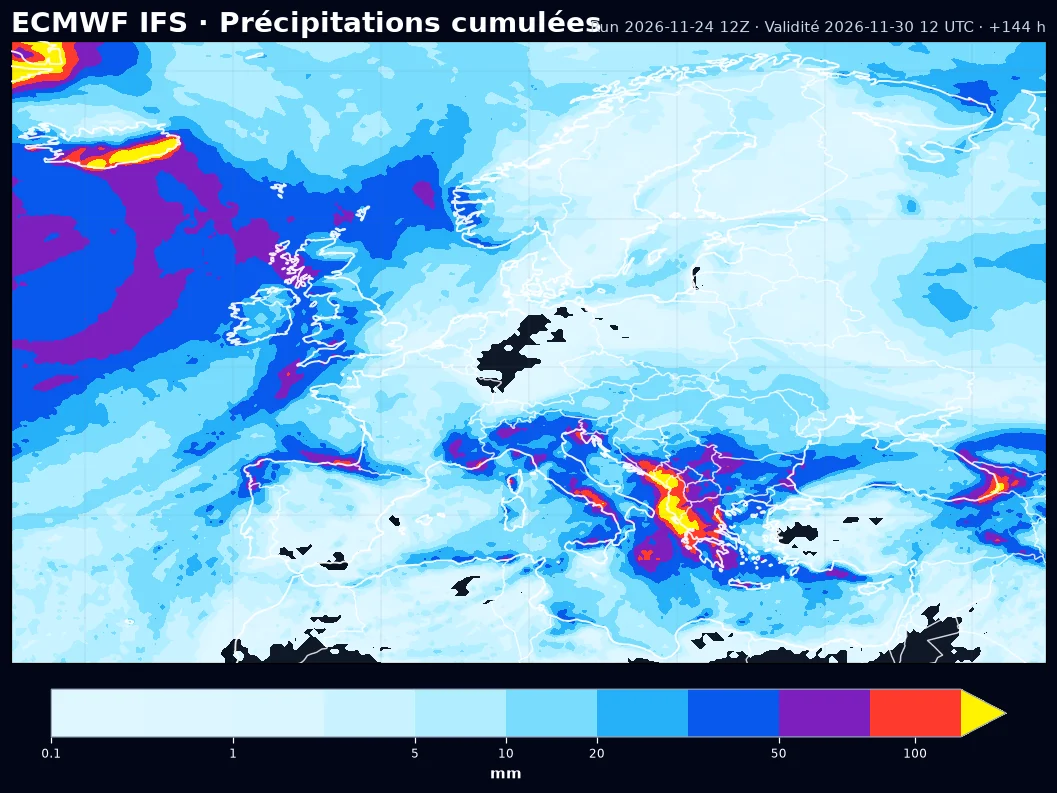 ECMWF IFS · Précipitations cumulées
Run 2026-11-24 12Z · Validité 2026-11-30 12 UTC · +144 h
0.1 1 5 10 20 50 100
mm